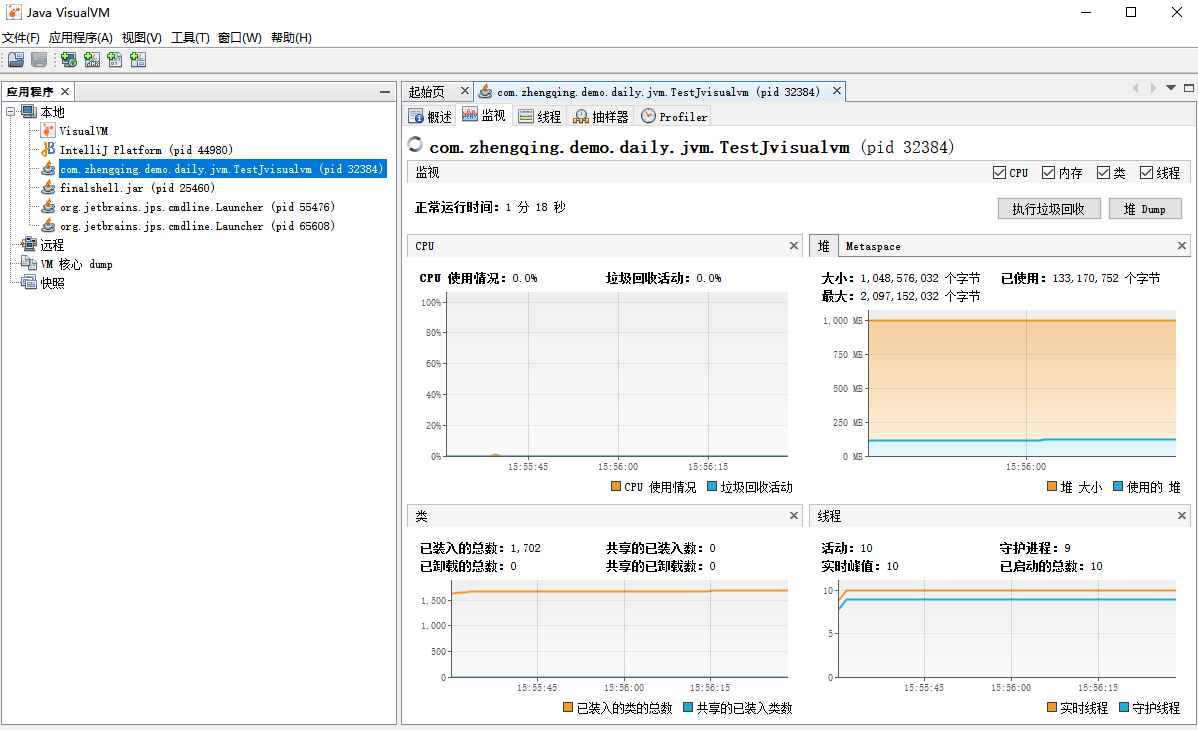 Java VisualVM
文件(F) 应用程序(A) 视图(V) 工具(T) 窗口(W) 帮助(H)
应用程序
本地
VisualVM
IntelliJ Platform (pid 44980)
com.zhengqing.demo.daily.jvm.TestJvisualvm (pid 32384)
finalshell.jar (pid 25460)
org.jetbrains.jps.cmdline.Launcher (pid 55476)
org.jetbrains.jps.cmdline.Launcher (pid 65608)
远程
VM 核心 dump
快照
起始页 com.zhengqing.demo.daily.jvm.TestJvisualvm (pid 32384)
概述 监视 线程 抽样器 Profiler
com.zhengqing.demo.daily.jvm.TestJvisualvm (pid 32384)
监视 CPU 内存 类 线程
正常运行时间: 1 分 18 秒 执行垃圾回收 堆 Dump
CPU
CPU 使用情况: 0.0% 垃圾回收活动: 0.0%
100%
80%
60%
40%
20%
0%
15:55:45 15:56:00 15:56:15
CPU 使用情况 垃圾回收活动
堆 Metaspace
大小: 1,048,576,032 个字节 已使用: 133,170,752 个字节
最大: 2,097,152,032 个字节
1,000 MB
750 MB
500 MB
250 MB
0 MB
15:56:00
堆 大小 使用的 堆
类
已装入的总数: 1,702 共享的已装入数: 0
已卸载的总数: 0 共享的已卸载数: 0
1,500
1,000
500
0
15:55:45 15:56:00 15:56:15
已装入的类的总数 共享的已装入类数
线程
活动: 10 守护进程: 9
实时峰值: 10 已启动的总数: 10
10
5
0
15:55:45 15:56:00 15:56:15
实时线程 守护线程